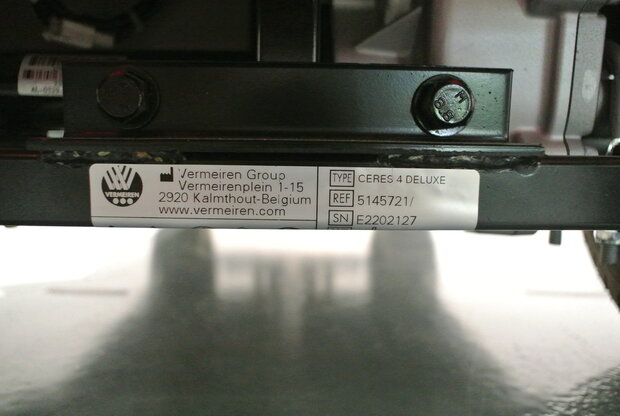 VERMEIREN
Vermeiren Group
Vermeirenplein 1-15
2920 Kalmthout-Belgium
www.vermeiren.com
TYPE CERES 4 DELUXE
REF 5145721/
SN E2202127